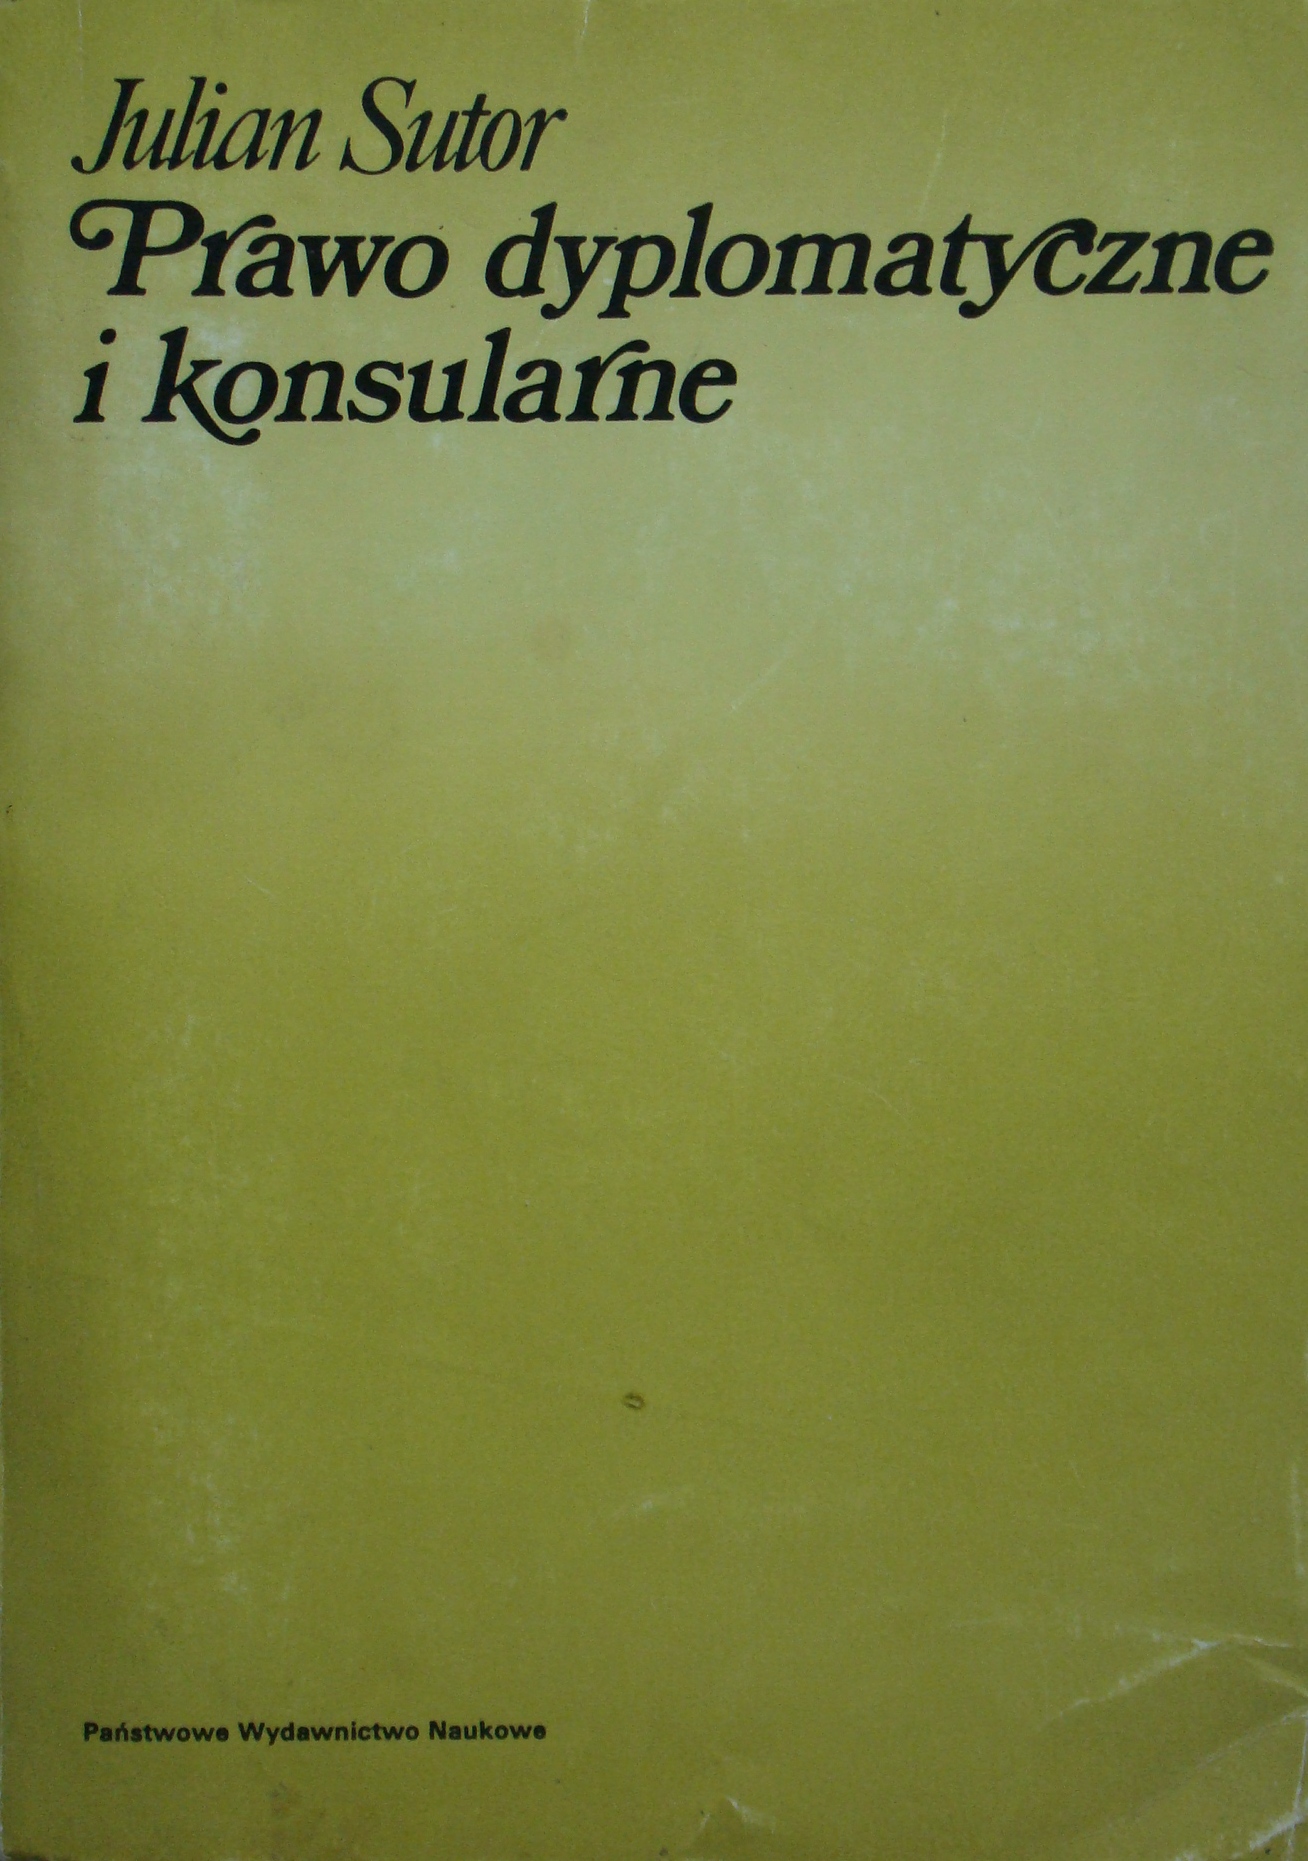 Julian Sutor
Prawo dyplomatyczne
i konsularne
Państwowe Wydawnictwo Naukowe